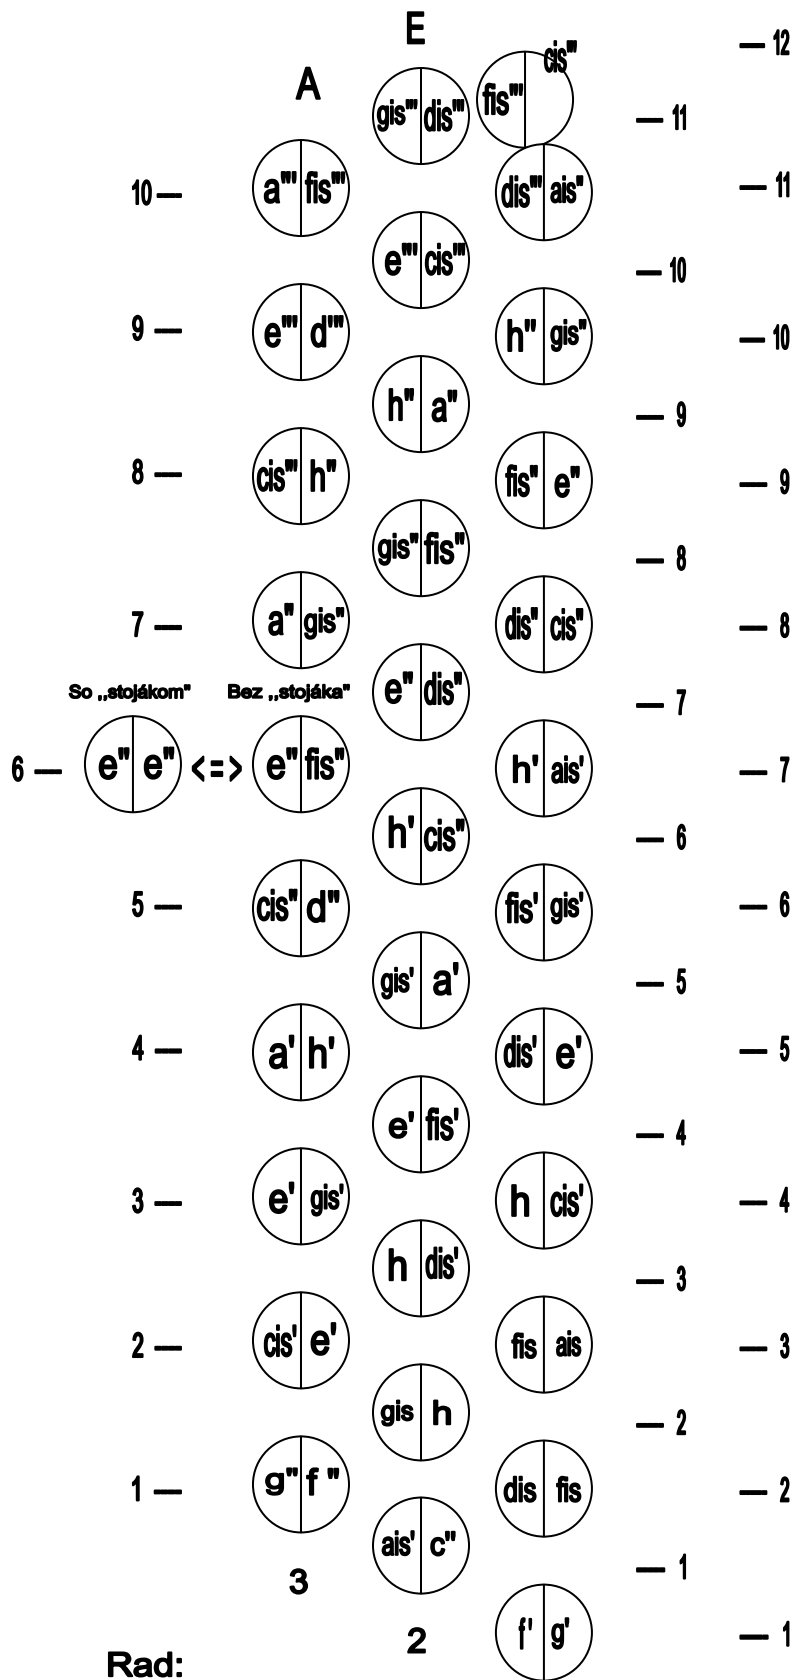 E
cis''' — 12
A
gis''' dis''' fis''' — 11
10 — a''' fis''' dis''' ais'' — 11
e''' cis''' — 10
9 — e''' d''' h'' gis'' — 10
h'' a'' — 9
8 — cis''' h'' fis'' e'' — 9
gis'' fis'' — 8
7 — a'' gis'' dis'' cis'' — 8
So ,,stojákom" Bez ,,stojáka"
e'' dis'' — 7
6 — e'' e'' <=> e'' fis'' h' ais' — 7
h' cis'' — 6
5 — cis'' d'' fis' gis' — 6
gis' a' — 5
4 — a' h' dis' e' — 5
e' fis' — 4
3 — e' gis' h cis' — 4
h dis' — 3
2 — cis' e' fis ais — 3
gis h — 2
1 — g'' f '' dis fis — 2
ais' c'' — 1
3
f' g' — 1
2
Rad: